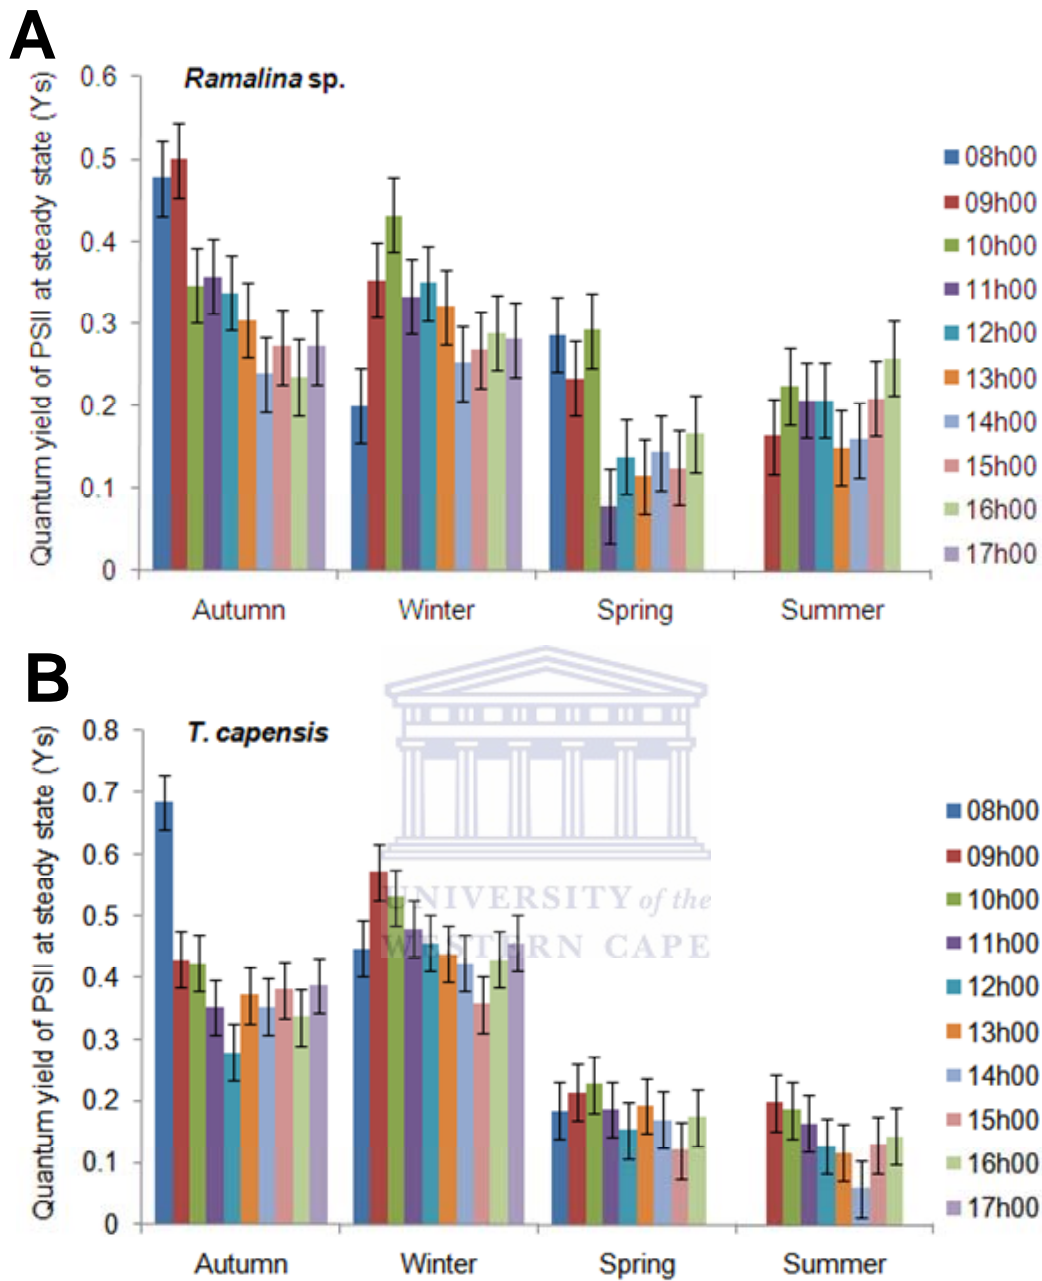 A
Ramalina sp.
Quantum yield of PSII at steady state (Ys)
0.6
0.5
0.4
0.3
0.2
0.1
0
Autumn Winter Spring Summer
08h00
09h00
10h00
11h00
12h00
13h00
14h00
15h00
16h00
17h00
B
T. capensis
Quantum yield of PSII at steady state (Ys)
0.8
0.7
0.6
0.5
0.4
0.3
0.2
0.1
0
UNIVERSITY of the
WESTERN CAPE
Autumn Winter Spring Summer
08h00
09h00
10h00
11h00
12h00
13h00
14h00
15h00
16h00
17h00